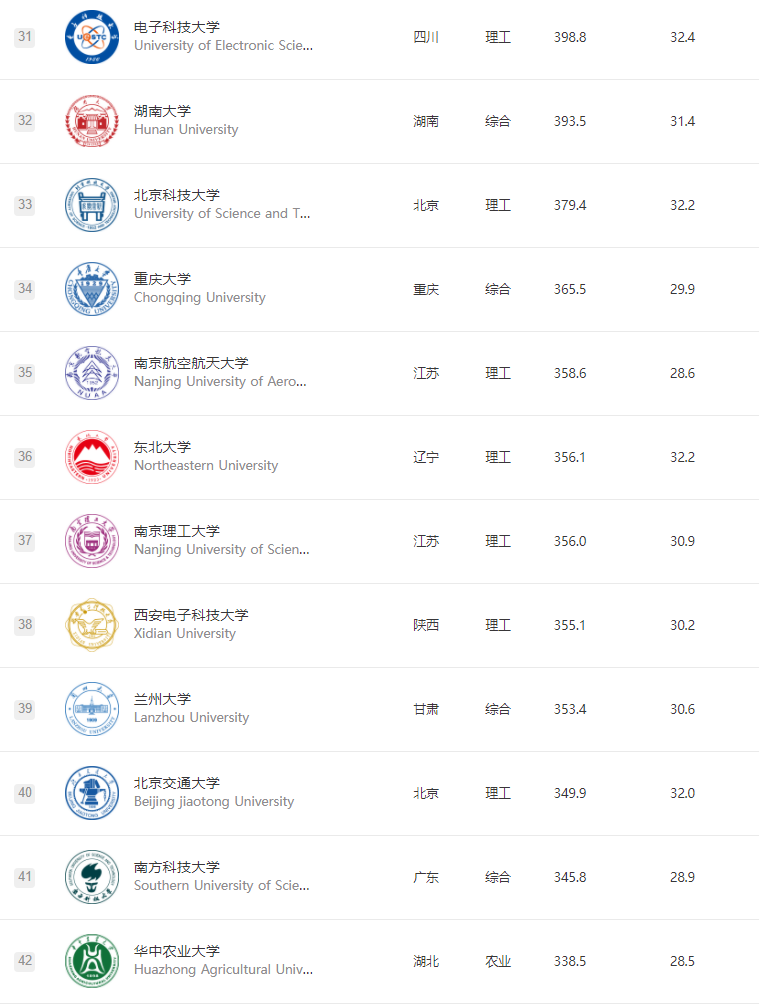 31
电子科技大学
University of Electronic Scie...
四川
理工
398.8
32.4
32
湖南大学
Hunan University
湖南
综合
393.5
31.4
33
北京科技大学
University of Science and T...
北京
理工
379.4
32.2
34
重庆大学
Chongqing University
重庆
综合
365.5
29.9
35
南京航空航天大学
Nanjing University of Aero...
江苏
理工
358.6
28.6
36
东北大学
Northeastern University
辽宁
理工
356.1
32.2
37
南京理工大学
Nanjing University of Scien...
江苏
理工
356.0
30.9
38
西安电子科技大学
Xidian University
陕西
理工
355.1
30.2
39
兰州大学
Lanzhou University
甘肃
综合
353.4
30.6
40
北京交通大学
Beijing jiaotong University
北京
理工
349.9
32.0
41
南方科技大学
Southern University of Scie...
广东
综合
345.8
28.9
42
华中农业大学
Huazhong Agricultural Univ...
湖北
农业
338.5
28.5